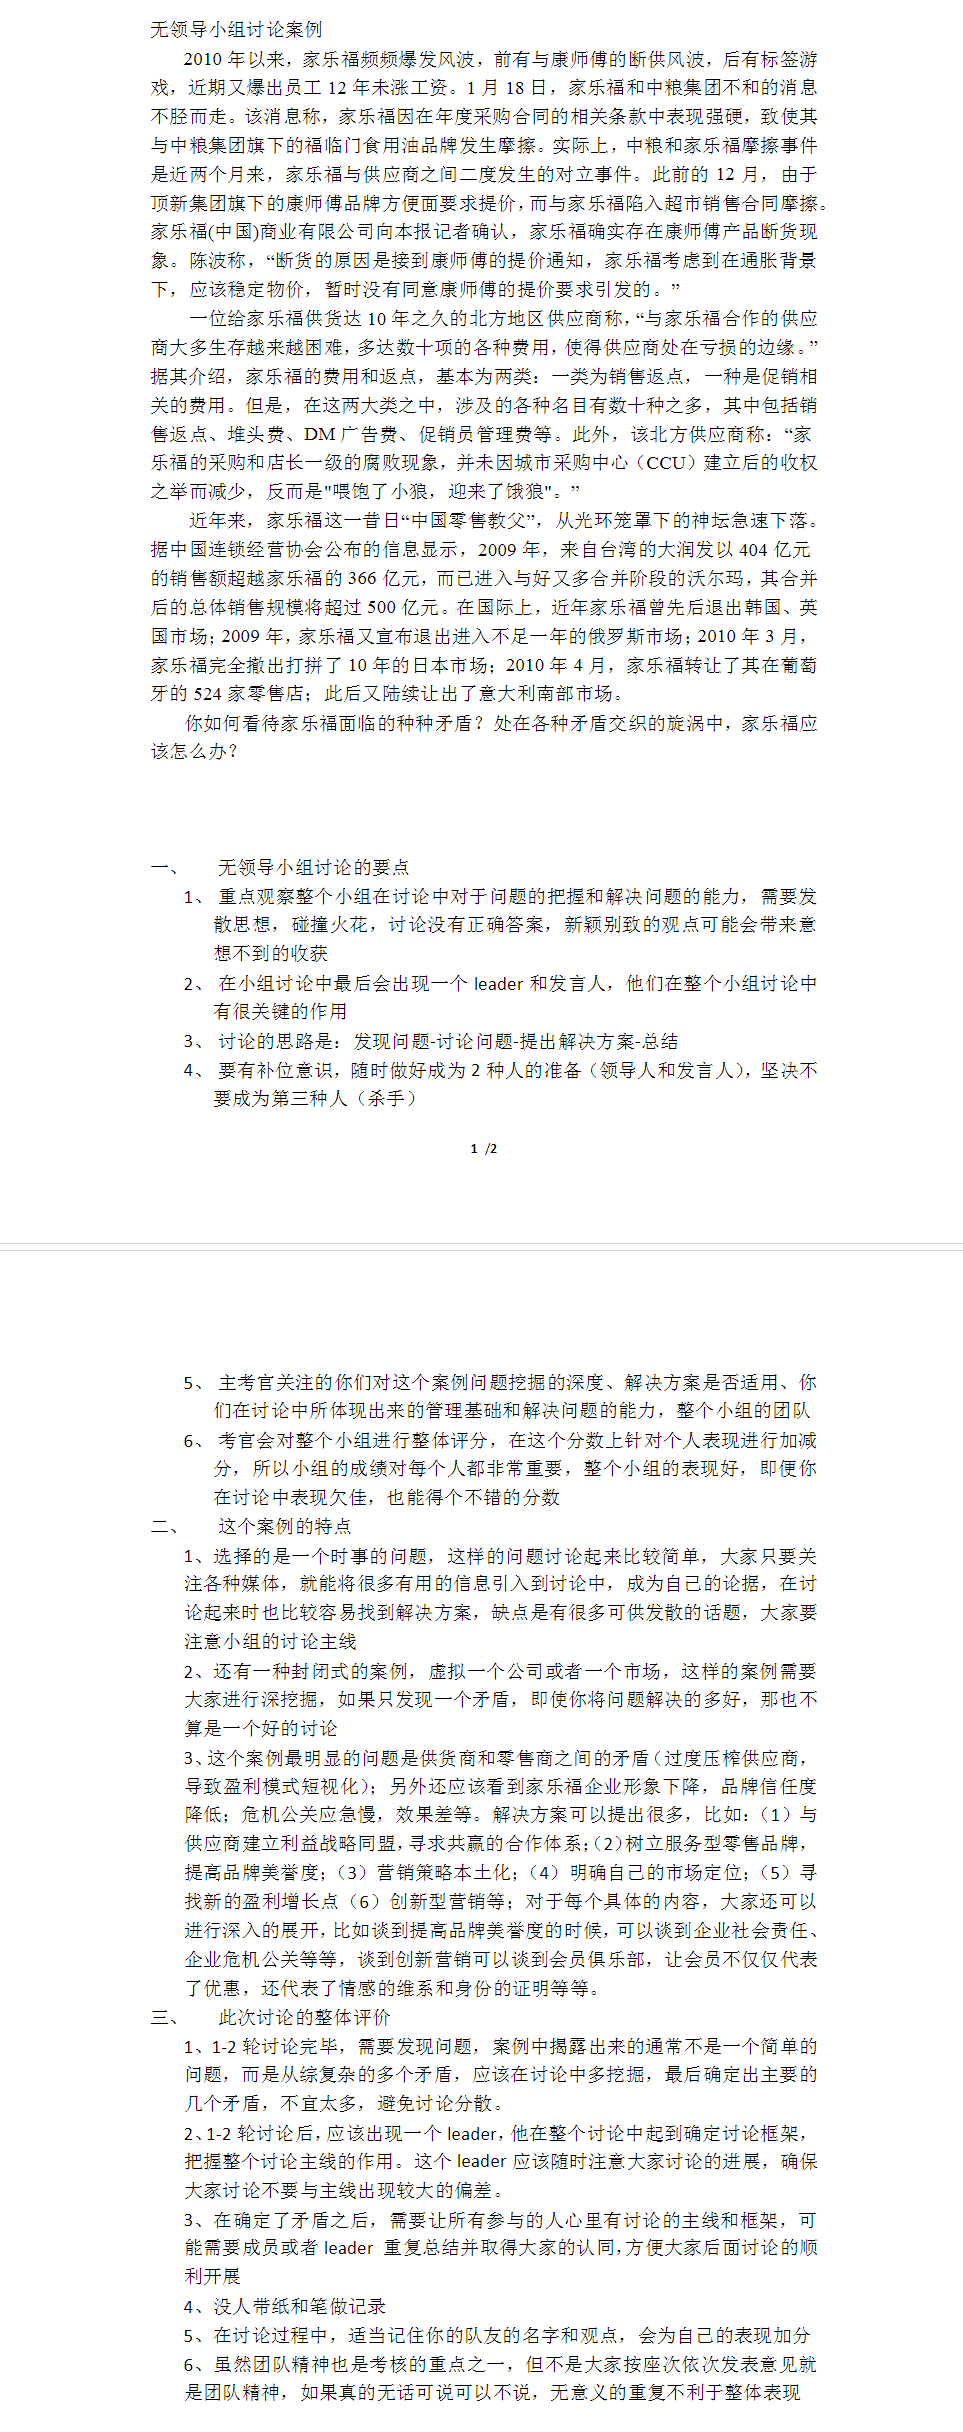 无领导小组讨论案例
2010 年以来，家乐福频频爆发风波，前有与康师傅的断供风波，后有标签游
戏，近期又爆出员工 12 年未涨工资。1 月 18 日，家乐福和中粮集团不和的消息
不胫而走。该消息称，家乐福因在年度采购合同的相关条款中表现强硬，致使其
与中粮集团旗下的福临门食用油品牌发生摩擦。实际上，中粮和家乐福摩擦事件
是近两个月来，家乐福与供应商之间二度发生的对立事件。此前的 12 月，由于
顶新集团旗下的康师傅品牌方便面要求提价，而与家乐福陷入超市销售合同摩擦。
家乐福(中国)商业有限公司向本报记者确认，家乐福确实存在康师傅产品断货现
象。陈波称，“断货的原因是接到康师傅的提价通知，家乐福考虑到在通胀背景
下，应该稳定物价，暂时没有同意康师傅的提价要求引发的。”
一位给家乐福供货达 10 年之久的北方地区供应商称，“与家乐福合作的供应
商大多生存越来越困难，多达数十项的各种费用，使得供应商处在亏损的边缘。”
据其介绍，家乐福的费用和返点，基本为两类：一类为销售返点，一种是促销相
关的费用。但是，在这两大类之中，涉及的各种名目有数十种之多，其中包括销
售返点、堆头费、DM 广告费、促销员管理费等。此外，该北方供应商称：“家
乐福的采购和店长一级的腐败现象，并未因城市采购中心（CCU）建立后的收权
之举而减少，反而是"喂饱了小狼，迎来了饿狼"。”
近年来，家乐福这一昔日“中国零售教父”，从光环笼罩下的神坛急速下落。
据中国连锁经营协会公布的信息显示，2009 年，来自台湾的大润发以 404 亿元
的销售额超越家乐福的 366 亿元，而已进入与好又多合并阶段的沃尔玛，其合并
后的总体销售规模将超过 500 亿元。在国际上，近年家乐福曾先后退出韩国、英
国市场；2009 年，家乐福又宣布退出进入不足一年的俄罗斯市场；2010 年 3 月，
家乐福完全撤出打拼了 10 年的日本市场；2010 年 4 月，家乐福转让了其在葡萄
牙的 524 家零售店；此后又陆续让出了意大利南部市场。
你如何看待家乐福面临的种种矛盾？处在各种矛盾交织的旋涡中，家乐福应
该怎么办？
一、 无领导小组讨论的要点
1、 重点观察整个小组在讨论中对于问题的把握和解决问题的能力，需要发
散思想，碰撞火花，讨论没有正确答案，新颖别致的观点可能会带来意
想不到的收获
2、 在小组讨论中最后会出现一个 leader 和发言人，他们在整个小组讨论中
有很关键的作用
3、 讨论的思路是：发现问题-讨论问题-提出解决方案-总结
4、 要有补位意识，随时做好成为 2 种人的准备（领导人和发言人），坚决不
要成为第三种人（杀手）
1 /2
5、 主考官关注的你们对这个案例问题挖掘的深度、解决方案是否适用、你
们在讨论中所体现出来的管理基础和解决问题的能力，整个小组的团队
6、 考官会对整个小组进行整体评分，在这个分数上针对个人表现进行加减
分，所以小组的成绩对每个人都非常重要，整个小组的表现好，即便你
在讨论中表现欠佳，也能得个不错的分数
二、 这个案例的特点
1、选择的是一个时事的问题，这样的问题讨论起来比较简单，大家只要关
注各种媒体，就能将很多有用的信息引入到讨论中，成为自己的论据，在讨
论起来时也比较容易找到解决方案，缺点是有很多可供发散的话题，大家要
注意小组的讨论主线
2、还有一种封闭式的案例，虚拟一个公司或者一个市场，这样的案例需要
大家进行深挖掘，如果只发现一个矛盾，即使你将问题解决的多好，那也不
算是一个好的讨论
3、这个案例最明显的问题是供货商和零售商之间的矛盾（过度压榨供应商，
导致盈利模式短视化）；另外还应该看到家乐福企业形象下降，品牌信任度
降低；危机公关应急慢，效果差等。解决方案可以提出很多，比如：（1）与
供应商建立利益战略同盟，寻求共赢的合作体系；（2）树立服务型零售品牌，
提高品牌美誉度；（3）营销策略本土化；（4）明确自己的市场定位；（5）寻
找新的盈利增长点（6）创新型营销等；对于每个具体的内容，大家还可以
进行深入的展开，比如谈到提高品牌美誉度的时候，可以谈到企业社会责任、
企业危机公关等等，谈到创新营销可以谈到会员俱乐部，让会员不仅仅代表
了优惠，还代表了情感的维系和身份的证明等等。
三、 此次讨论的整体评价
1、1-2 轮讨论完毕，需要发现问题，案例中揭露出来的通常不是一个简单的
问题，而是从综复杂的多个矛盾，应该在讨论中多挖掘，最后确定出主要的
几个矛盾，不宜太多，避免讨论分散。
2、1-2 轮讨论后，应该出现一个 leader，他在整个讨论中起到确定讨论框架，
把握整个讨论主线的作用。这个 leader 应该随时注意大家讨论的进展，确保
大家讨论不要与主线出现较大的偏差。
3、在确定了矛盾之后，需要让所有参与的人心里有讨论的主线和框架，可
能需要成员或者 leader 重复总结并取得大家的认同，方便大家后面讨论的顺
利开展
4、没人带纸和笔做记录
5、在讨论过程中，适当记住你的队友的名字和观点，会为自己的表现加分
6、虽然团队精神也是考核的重点之一，但不是大家按座次依次发表意见就
是团队精神，如果真的无话可说可以不说，无意义的重复不利于整体表现